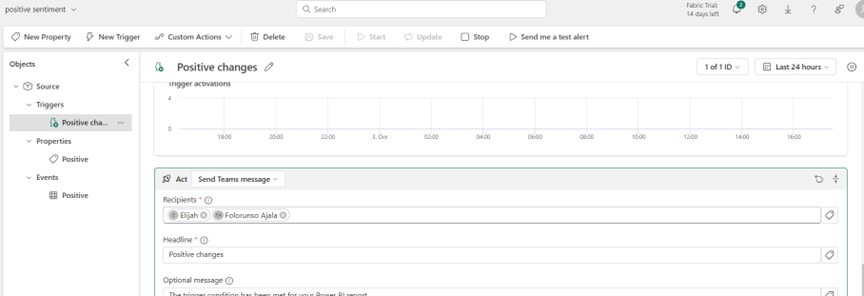 positive sentiment
Search
Fabric Trial
14 days left
2
New Property
New Trigger
Custom Actions
Delete
Save
Start
Update
Stop
Send me a test alert
Objects
Positive changes
1 of 1 ID
Last 24 hours
Source
Triggers
Positive cha...
Properties
Positive
Events
Positive
Trigger activations
4
0
18:00 20:00 22:00 3. Oct 02:00 04:00 06:00 08:00 10:00 12:00 14:00 16:00
Act Send Teams message
Recipients *
Elijah Folorunso Ajala
Headline *
Positive changes
Optional message
The trigger condition has been met for your Power BI report